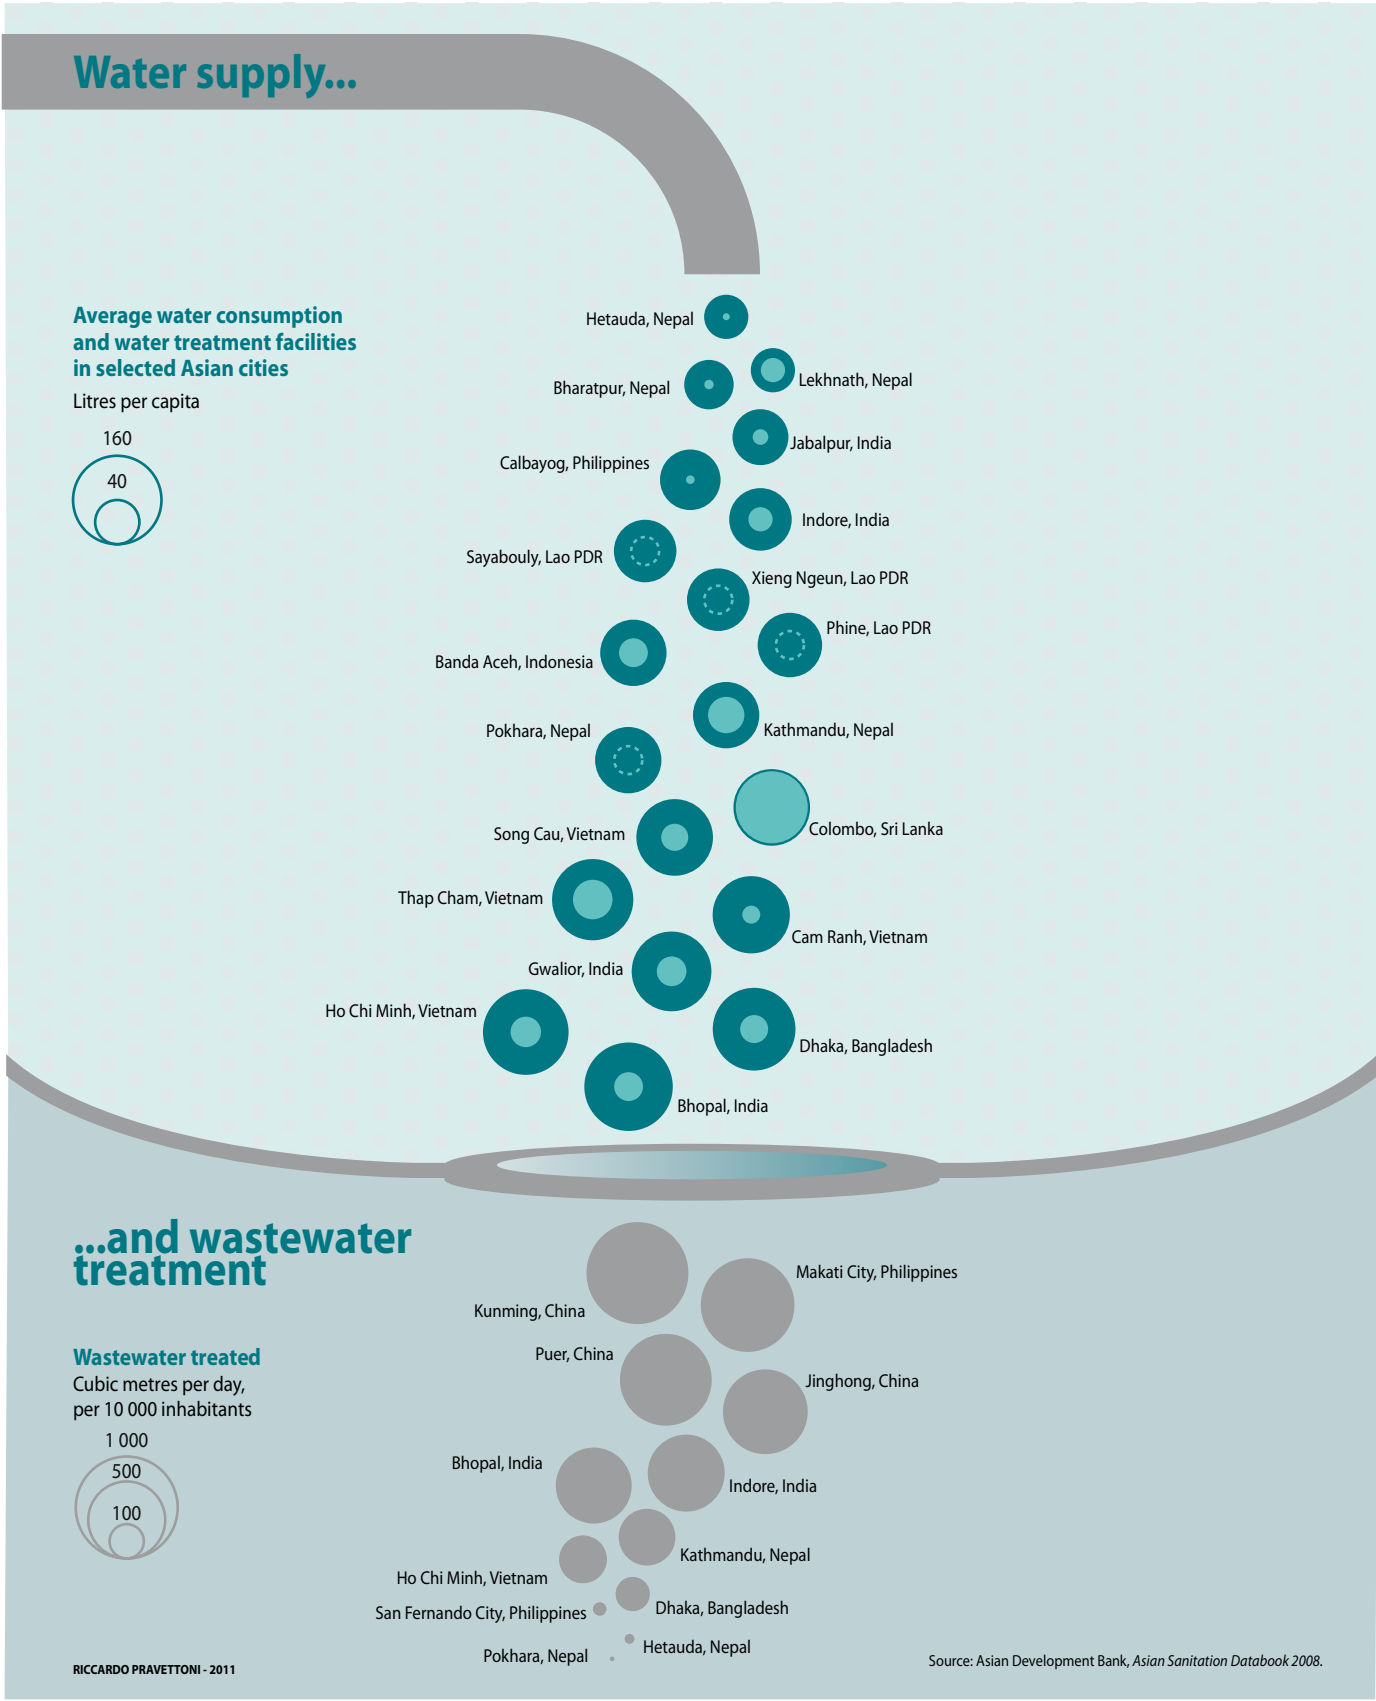 Water supply...
Average water consumption
and water treatment facilities
in selected Asian cities
Litres per capita
160
40
Hetauda, Nepal
Lekhnath, Nepal
Bharatpur, Nepal
Jabalpur, India
Calbayog, Philippines
Indore, India
Sayabouly, Lao PDR
Xieng Ngeun, Lao PDR
Phine, Lao PDR
Banda Aceh, Indonesia
Kathmandu, Nepal
Pokhara, Nepal
Colombo, Sri Lanka
Song Cau, Vietnam
Thap Cham, Vietnam
Cam Ranh, Vietnam
Gwalior, India
Ho Chi Minh, Vietnam
Dhaka, Bangladesh
Bhopal, India
...and wastewater
treatment
Wastewater treated
Cubic metres per day,
per 10 000 inhabitants
1 000
500
100
Makati City, Philippines
Kunming, China
Puer, China
Jinghong, China
Bhopal, India
Indore, India
Kathmandu, Nepal
Ho Chi Minh, Vietnam
Dhaka, Bangladesh
San Fernando City, Philippines
Hetauda, Nepal
Pokhara, Nepal
RICCARDO PRAVETTONI - 2011
Source: Asian Development Bank, Asian Sanitation Databook 2008.